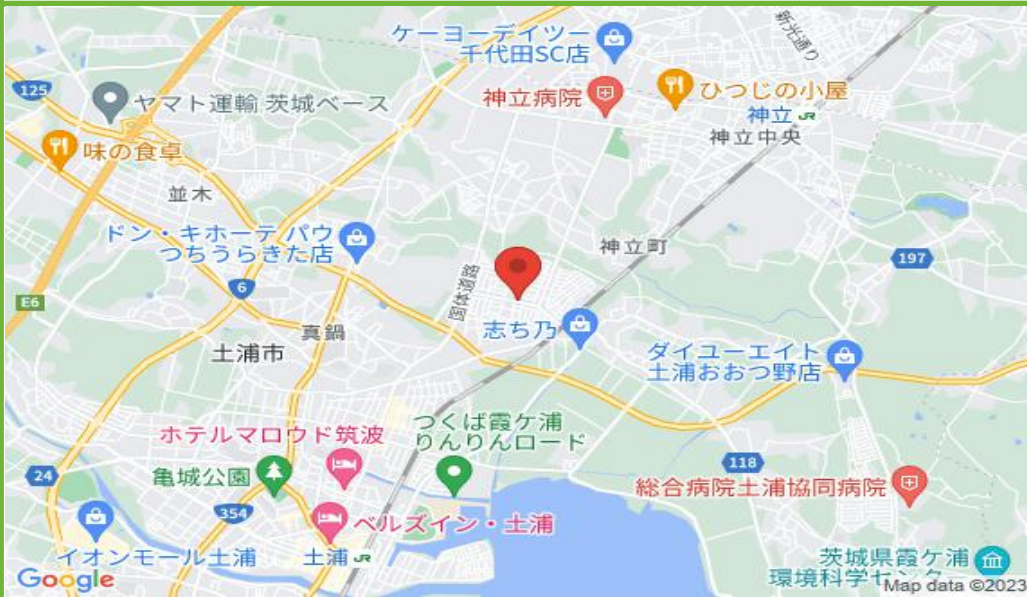 ケーヨーデイツー
千代田SC店
新光通り
125
ヤマト運輸 茨城ベース
神立病院
ひつじの小屋
神立
JR
神立中央
味の食卓
並木
ドン・キホーテ パウ
つちうらきた店
神立町
197
国体道路
6
E6
真鍋
志ち乃
土浦市
ダイユーエイト
土浦おおつ野店
つくば霞ケ浦
りんりんロード
ホテルマロウド筑波
24
亀城公園
118
総合病院土浦協同病院
354
ベルズイン・土浦
イオンモール土浦
土浦
JR
茨城県霞ケ浦
環境科学センター
Google
Map data ©2023